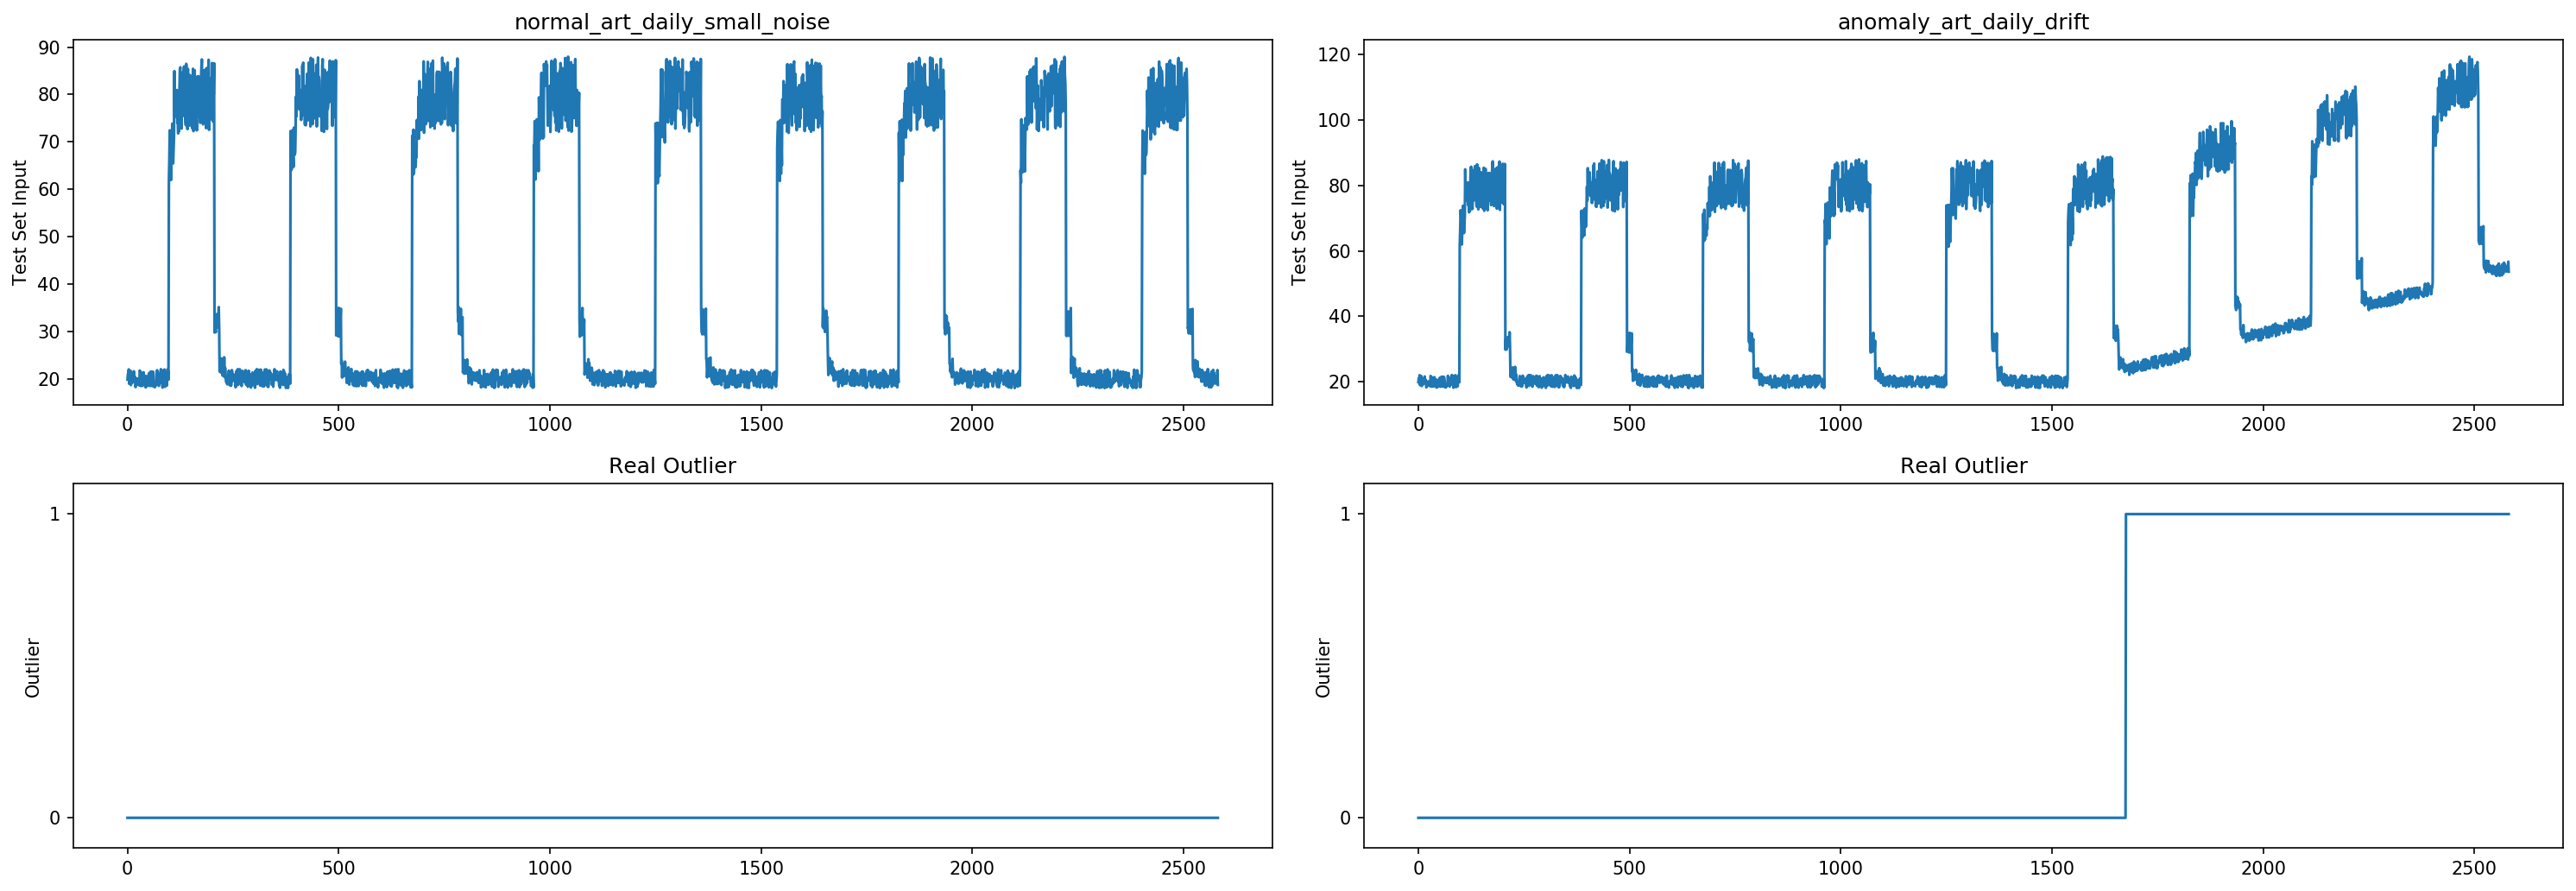 normal_art_daily_small_noise
90
80
70
60
50
40
30
20
Test Set Input
0 500 1000 1500 2000 2500
anomaly_art_daily_drift
120
100
80
60
40
20
Test Set Input
0 500 1000 1500 2000 2500
Real Outlier
1
0
Outlier
0 500 1000 1500 2000 2500
Real Outlier
1
0
Outlier
0 500 1000 1500 2000 2500